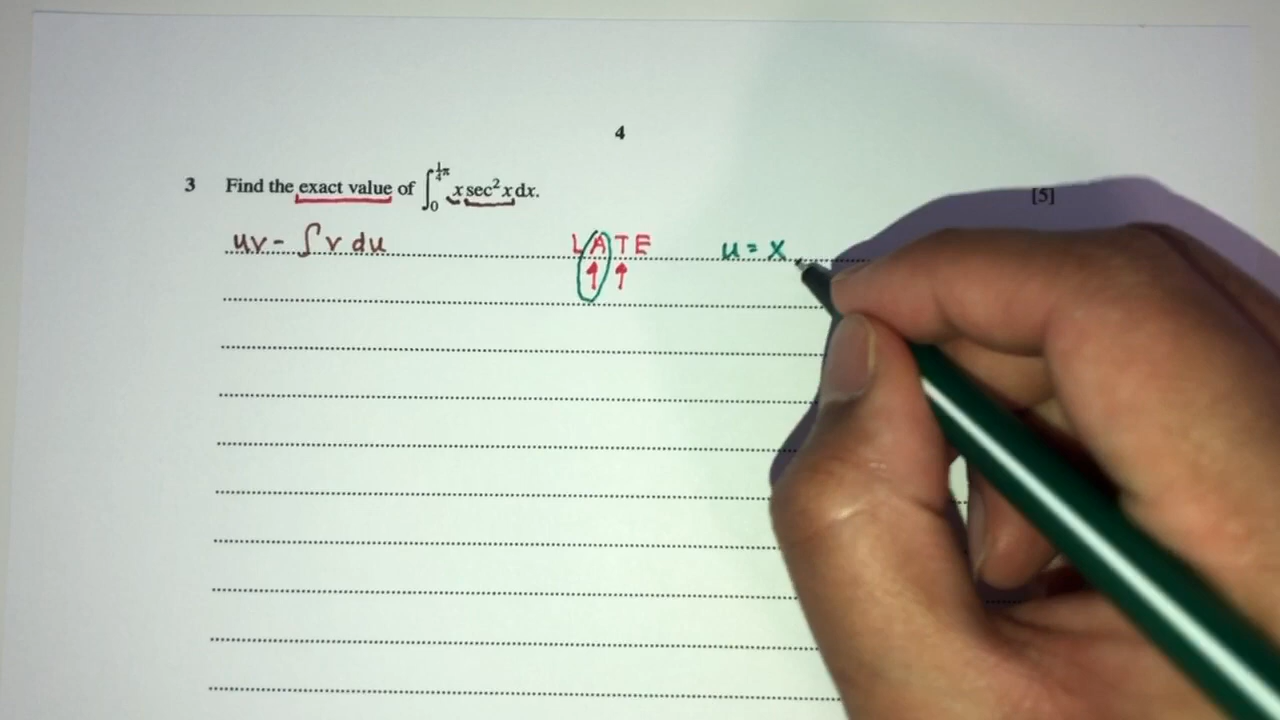 4
3 Find the exact value of ∫₀^{¼π} x sec² x dx.
[5]
uv - ∫v du LATE u = x